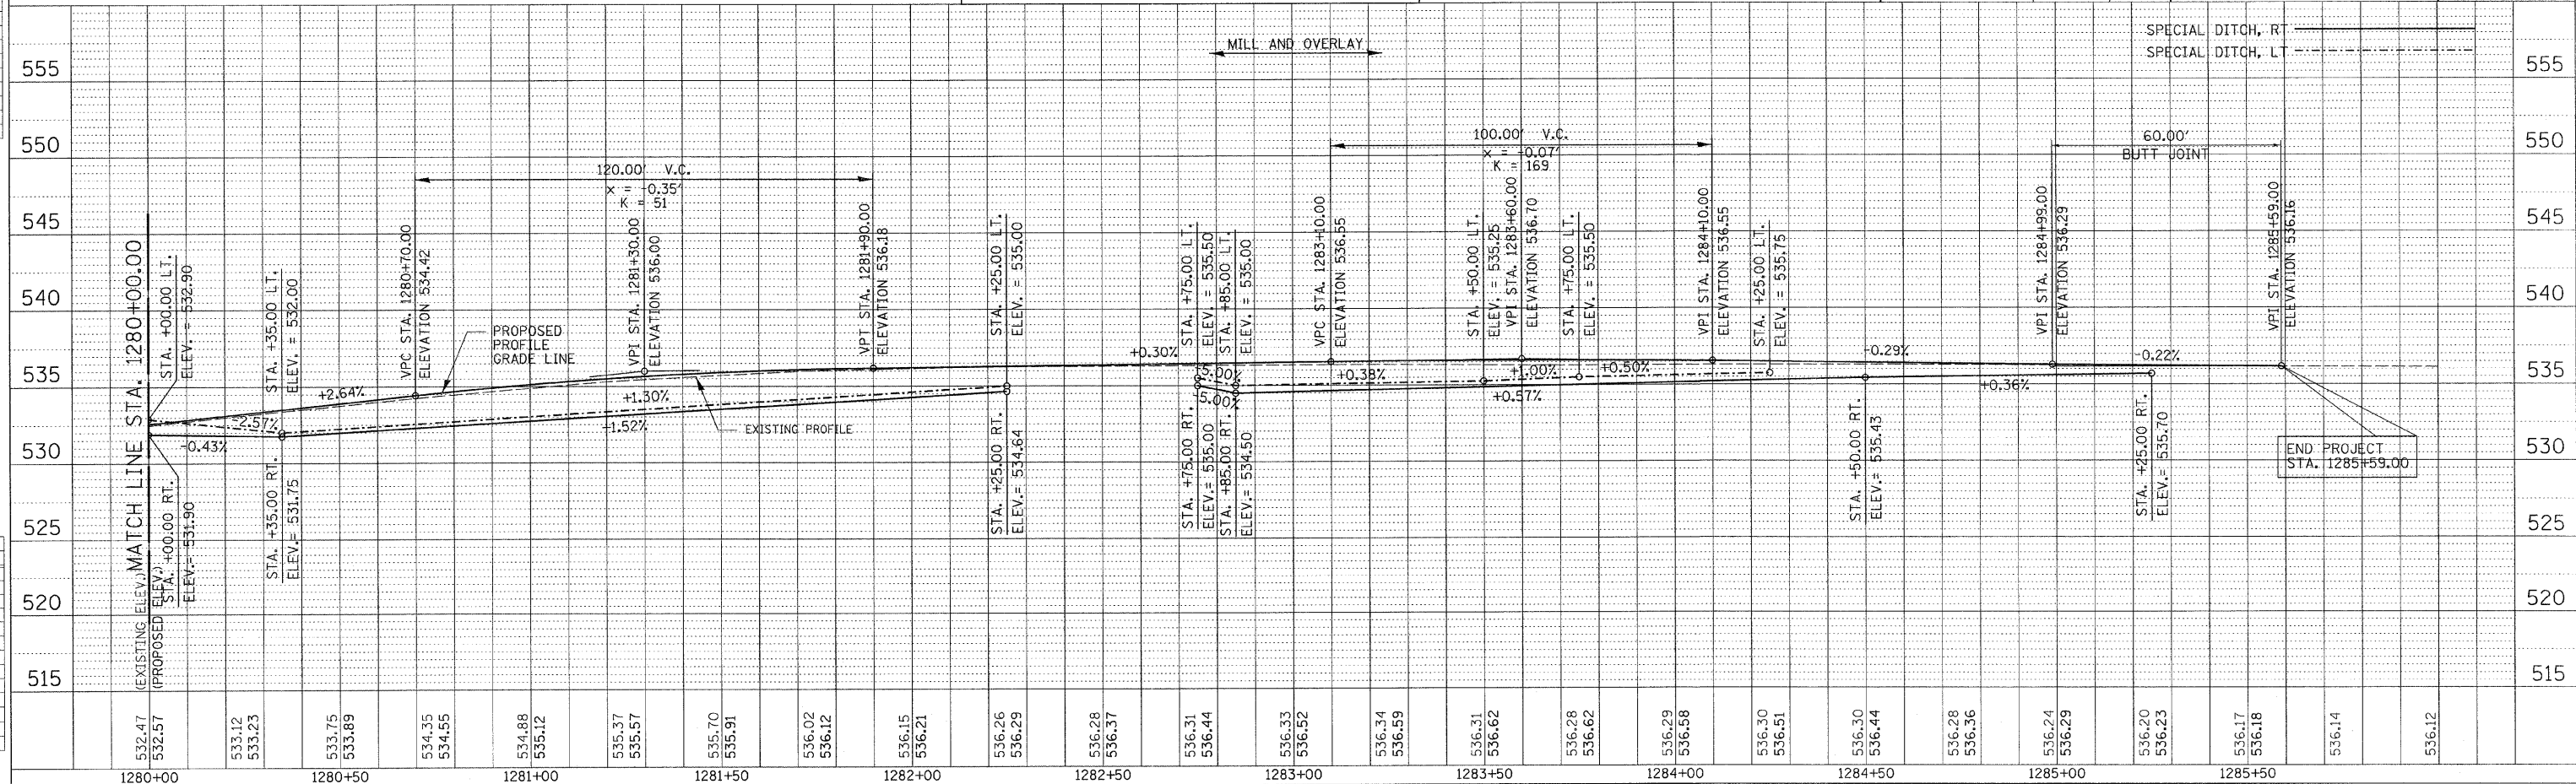 SPECIAL DITCH, RT
SPECIAL DITCH, LT
MILL AND OVERLAY
555
555
550
550
545
545
540
540
535
535
530
530
525
525
520
520
515
515
120.00' V.C.
x = -0.35'
K = 51
100.00' V.C.
x = -0.07'
K = 169
60.00'
BUTT JOINT
MATCH LINE STA. 1280+00.00
(EXISTING ELEV.)
(PROPOSED ELEV.)
STA. +00.00 LT.
ELEV. = 532.90
STA. +00.00 RT.
ELEV.= 531.90
STA. +35.00 LT.
ELEV. = 532.00
STA. +35.00 RT.
ELEV.= 531.75
VPC STA. 1280+70.00
ELEVATION 534.42
PROPOSED
PROFILE
GRADE LINE
VPI STA. 1281+30.00
ELEVATION 536.00
EXISTING PROFILE
VPT STA. 1281+90.00
ELEVATION 536.18
STA. +25.00 LT.
ELEV. = 535.00
STA. +25.00 RT.
ELEV.= 534.64
STA. +75.00 LT.
ELEV. = 535.50
STA. +85.00 LT.
ELEV. = 535.00
STA. +75.00 RT.
ELEV.= 535.00
STA. +85.00 RT.
ELEV.= 534.50
VPC STA. 1283+10.00
ELEVATION 536.55
STA. +50.00 LT.
ELEV. = 535.25
VPI STA. 1283+60.00
ELEVATION 536.70
STA. +75.00 LT.
ELEV. = 535.50
VPI STA. 1284+10.00
ELEVATION 536.55
STA. +25.00 LT.
ELEV. = 535.75
STA. +50.00 RT.
ELEV.= 535.43
VPI STA. 1284+99.00
ELEVATION 536.29
STA. +25.00 RT.
ELEV.= 535.70
VPI STA. 1285+59.00
ELEVATION 536.16
END PROJECT
STA. 1285+59.00
-0.43%
-2.57%
+2.64%
+1.30%
-1.52%
+0.30%
-5.00%
-5.00%
+0.38%
+1.00%
+0.50%
+0.57%
-0.29%
+0.36%
-0.22%
532.47
532.57
533.12
533.23
533.75
533.89
534.35
534.55
534.88
535.12
535.37
535.57
535.70
535.91
536.02
536.12
536.15
536.21
536.26
536.29
536.28
536.37
536.31
536.44
536.33
536.52
536.34
536.59
536.31
536.62
536.28
536.62
536.29
536.58
536.30
536.51
536.30
536.44
536.28
536.36
536.24
536.29
536.20
536.23
536.17
536.18
536.14
536.12
1280+00
1280+50
1281+00
1281+50
1282+00
1282+50
1283+00
1283+50
1284+00
1284+50
1285+00
1285+50